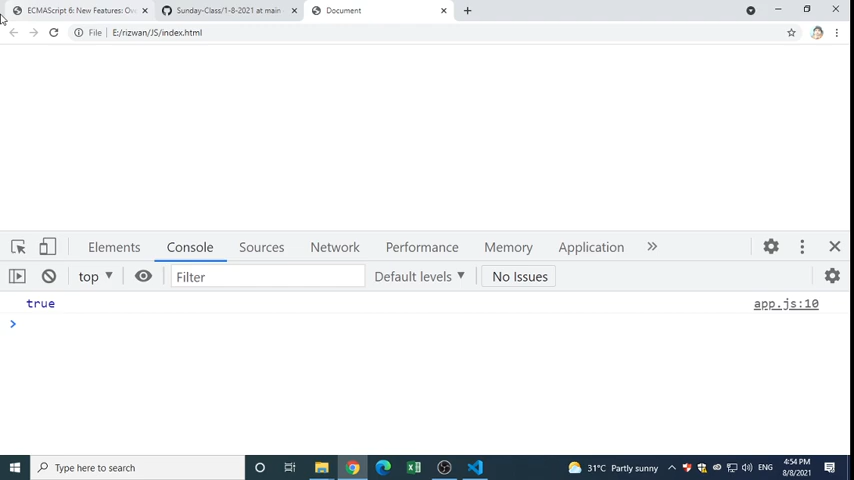 ECMAScript 6: New Features: Ove
Sunday-Class/1-8-2021 at main
Document
File
E:/rizwan/JS/index.html
Elements
Console
Sources
Network
Performance
Memory
Application
top
Filter
Default levels
No Issues
true
app.js:10
Type here to search
31°C Partly sunny
ENG
4:54 PM
8/8/2021